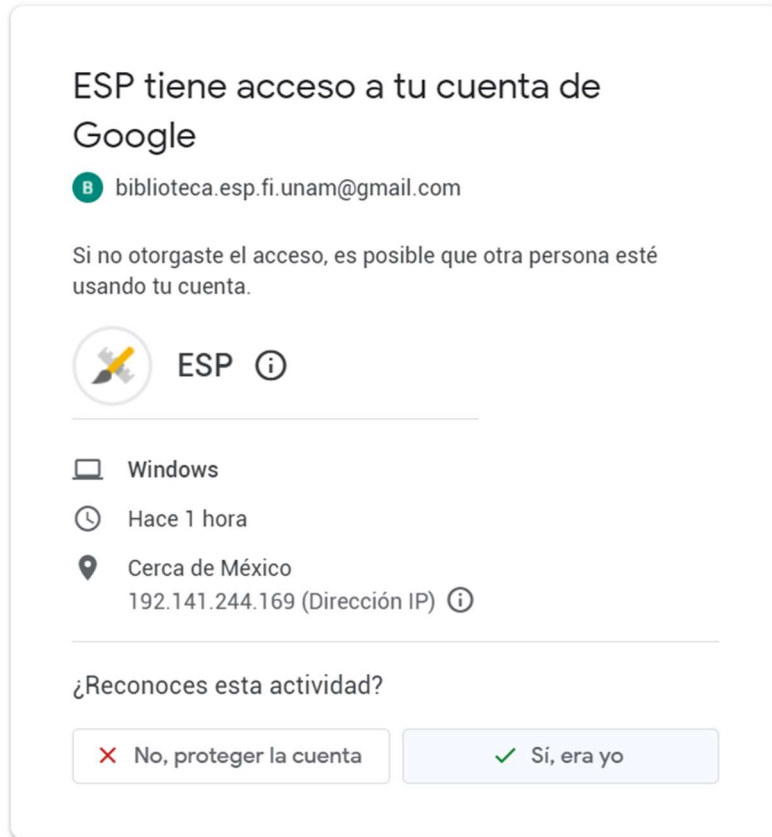 ESP tiene acceso a tu cuenta de
Google
B biblioteca.esp.fi.unam@gmail.com
Si no otorgaste el acceso, es posible que otra persona esté
usando tu cuenta.
ESP
Windows
Hace 1 hora
Cerca de México
192.141.244.169 (Dirección IP)
¿Reconoces esta actividad?
No, proteger la cuenta
Sí, era yo